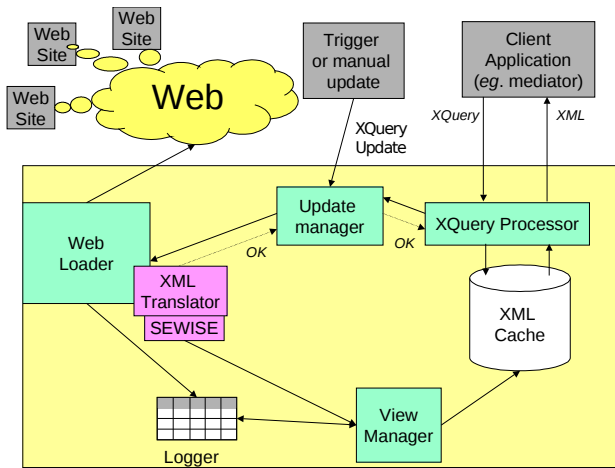 Web
Site
Web
Site
Web
Site
Web
Trigger
or manual
update
Client
Application
(eg. mediator)
XQuery
XML
XQuery
Update
Update
manager
XQuery Processor
OK
OK
Web
Loader
XML
Translator
SEWISE
XML
Cache
View
Manager
Logger